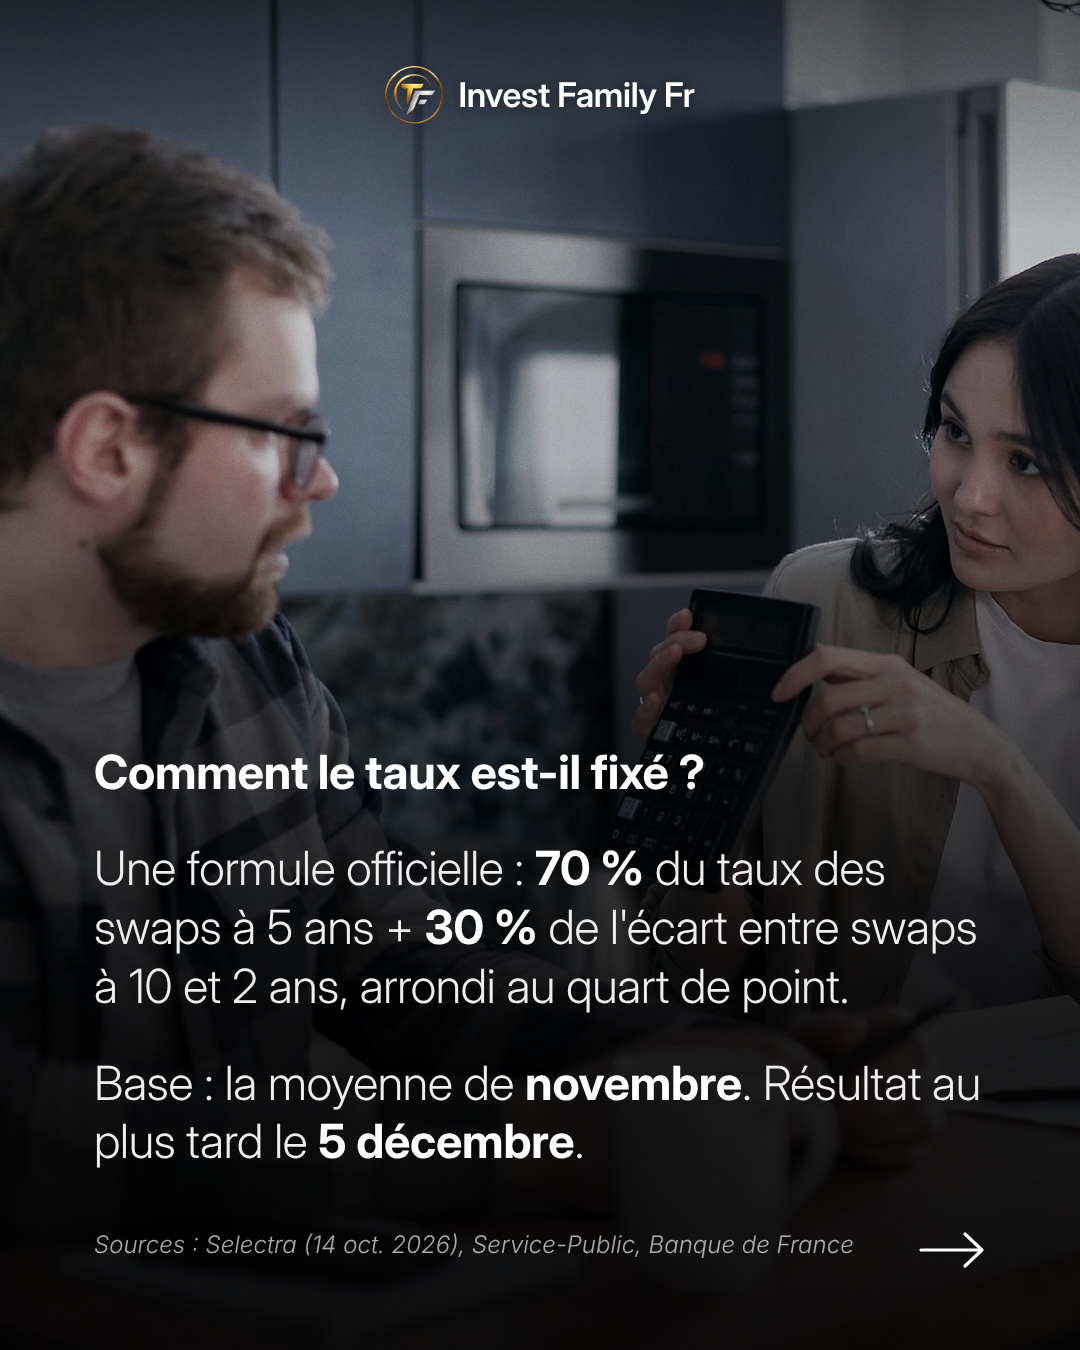 Invest Family Fr
Comment le taux est-il fixé ?
Une formule officielle : 70 % du taux des
swaps à 5 ans + 30 % de l'écart entre swaps
à 10 et 2 ans, arrondi au quart de point.
Base : la moyenne de novembre. Résultat au
plus tard le 5 décembre.
Sources : Selectra (14 oct. 2026), Service-Public, Banque de France